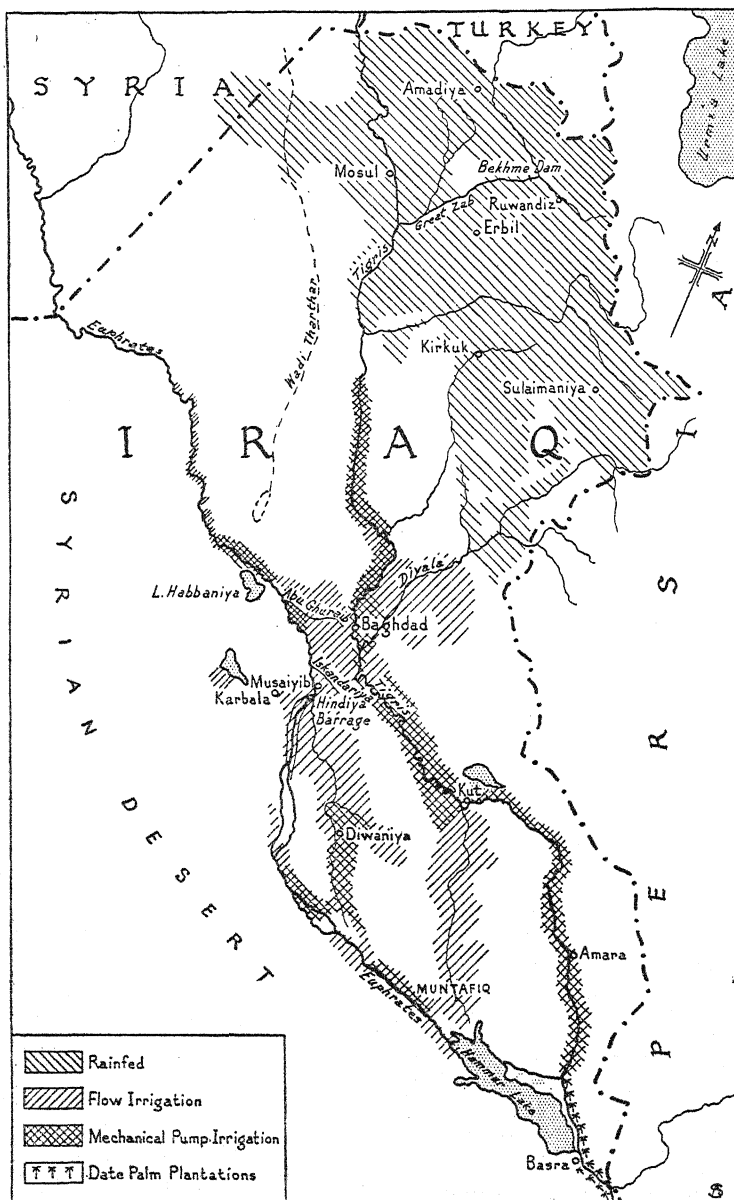 TURKEY
SYRIA
Urmia Lake
Amadiya
Mosul
Bekhme Dam
Great Zab
Ruwandiz
Erbil
N
Tigris
Wadi Tharthar
Euphrates
Kirkuk
Sulaimaniya
IRAQ
SYRIAN DESERT
PERSIA
L. Habbaniya
Abu Ghuraib
Diyálá
Baghdad
Iskandariya
Tigris
Musaiyib
Karbala
Hindiya
Barrage
Kut
Diwaniya
Amara
MUNTAFIQ
Euphrates
Hammar Lake
Basra
Rainfed
Flow Irrigation
Mechanical Pump Irrigation
Date Palm Plantations